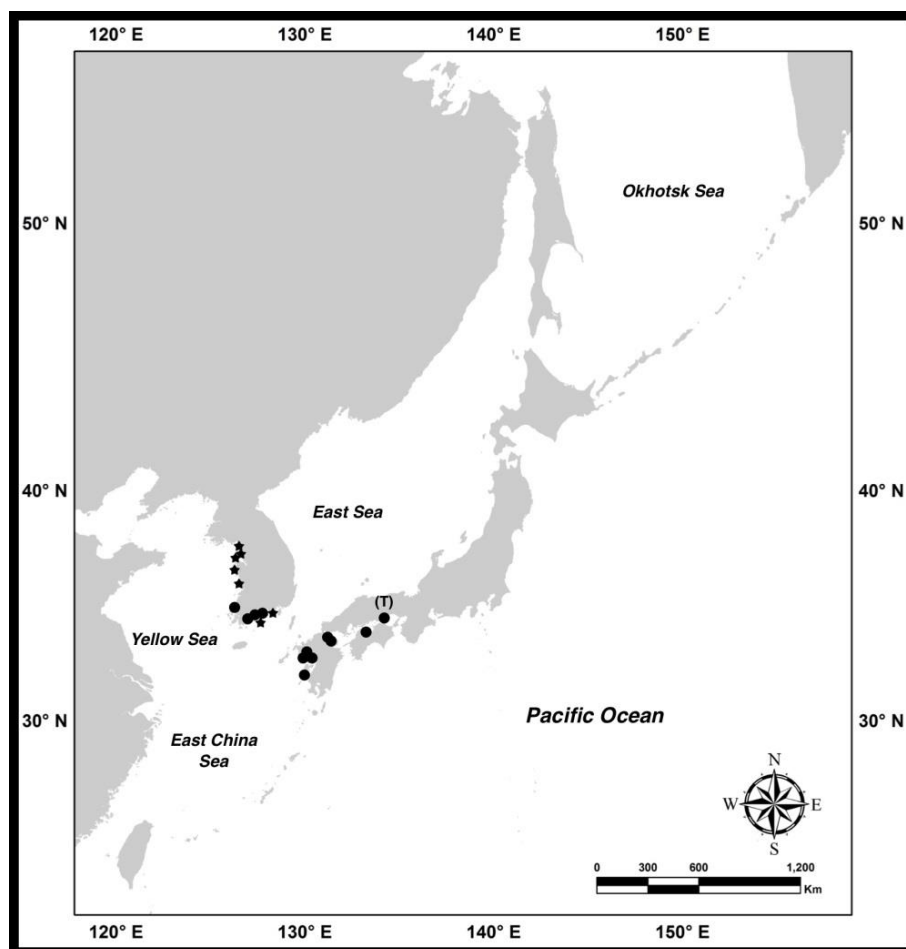 120° E 130° E 140° E 150° E
Okhotsk Sea
50° N 50° N
40° N 40° N
East Sea
(T)
Yellow Sea
Pacific Ocean
30° N 30° N
East China
Sea
N
W E
S
0 300 600 1,200
Km
120° E 130° E 140° E 150° E